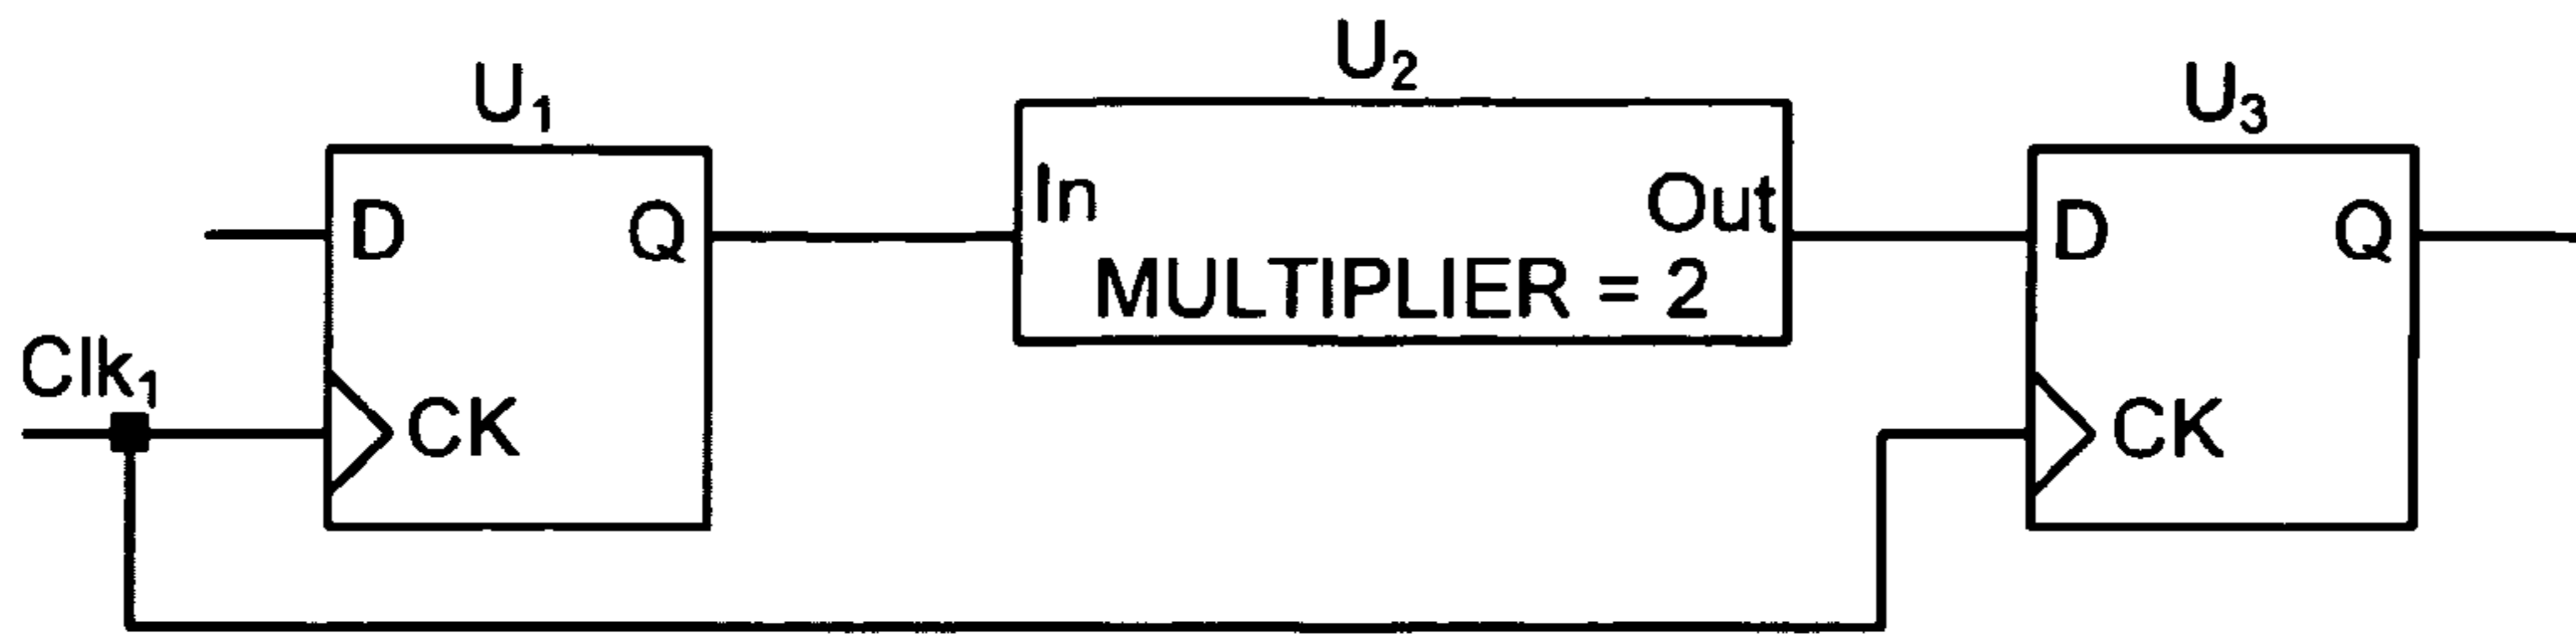 U₁
U₂
U₃
D Q
In Out
MULTIPLIER = 2
D Q
Clk₁
CK
CK